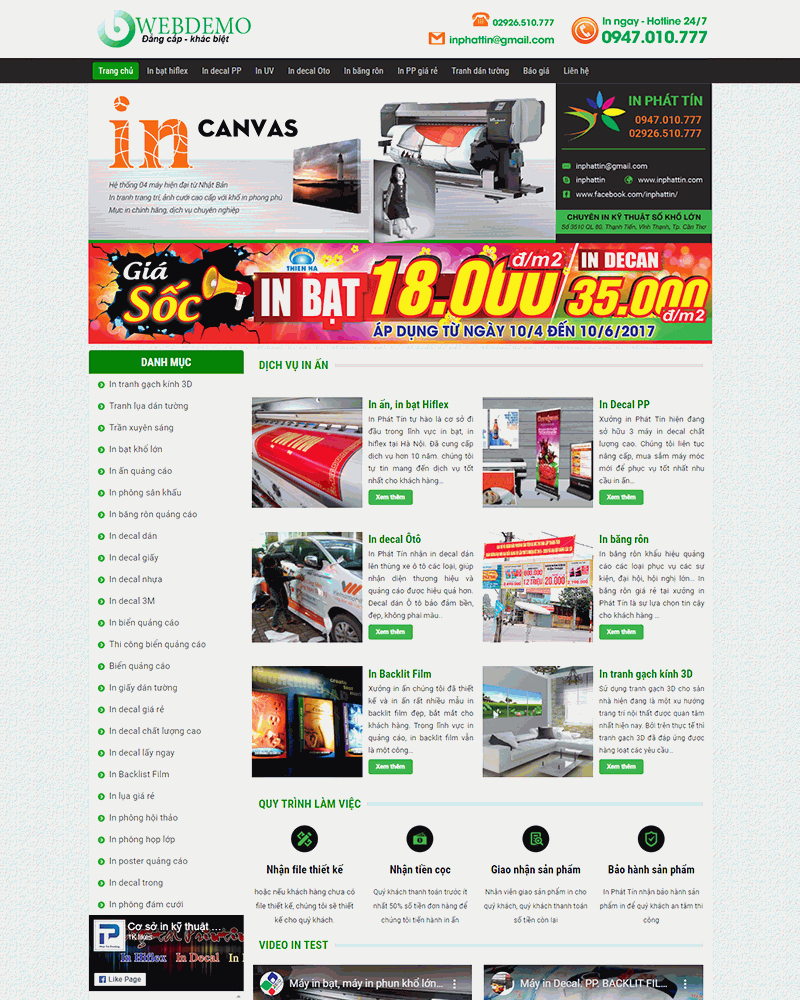 WEBDEMO
Đẳng cấp - khác biệt
02926.510.777
inphattin@gmail.com
In ngay - Hotline 24/7
0947.010.777
Trang chủ In bạt hiflex In decal PP In UV In decal Oto In băng rôn In PP giá rẻ Tranh dán tường Báo giá Liên hệ
in CANVAS
Hệ thống 04 máy hiện đại từ Nhật Bản
In tranh trang trí, ảnh cưới cao cấp với khổ in phong phú
Mực in chính hãng, dịch vụ chuyên nghiệp
IN PHÁT TÍN
0947.010.777
02926.510.777
inphattin@gmail.com
inphattin www.inphattin.com
www.facebook.com/inphattin/
CHUYÊN IN KỸ THUẬT SỐ KHỔ LỚN
Số 3510 QL 80, Thạnh Tiến, Vĩnh Thạnh, Tp. Cần Thơ
Giá
Sốc
THIEN HA
IN BẠT
18.000 đ/m2
IN DECAN
35.000 đ/m2
ÁP DỤNG TỪ NGÀY 10/4 ĐẾN 10/6/2017
DANH MỤC
In tranh gạch kính 3D
Tranh lụa dán tường
Trần xuyên sáng
In bạt khổ lớn
In ấn quảng cáo
In phông sân khấu
In băng rôn quảng cáo
In decal dán
In decal giấy
In decal nhựa
In decal 3M
In biển quảng cáo
Thi công biển quảng cáo
Biển quảng cáo
In giấy dán tường
In decal giá rẻ
In decal chất lượng cao
In decal lấy ngay
In Backlist Film
In lụa giá rẻ
In phông hội thảo
In phông họp lớp
In poster quảng cáo
In decal trong
In phông đám cưới
Cơ sở in kỹ thuật ...
1K likes
In Hiflex In Decal In
Like Page
DỊCH VỤ IN ẤN
In ấn, in bạt Hiflex
In Phát Tín tự hào là cơ sở đi
đầu trong lĩnh vực in bạt, in
hiflex tại Hà Nội. Đã cung cấp
dịch vụ hơn 10 năm. chúng tôi
tự tin mang đến dịch vụ tốt
nhất cho khách hàng...
Xem thêm
In Decal PP
Xưởng in Phát Tín hiện đang
sở hữu 3 máy in decal chất
lượng cao. Chúng tôi liên tục
nâng cấp, mua sắm máy móc
mới để phục vụ tốt nhất nhu
cầu in ấn...
Xem thêm
In decal Ôtô
In Phát Tín nhận in decal dán
lên thùng xe ô tô các loại, giúp
nhận diện thương hiệu và
quảng cáo được hiệu quả hơn.
Decal dán Ô tô bảo đảm bền,
đẹp, không phai màu..
Xem thêm
In băng rôn
In băng rôn khẩu hiệu quảng
cáo các loại phục vụ các sự
kiện, đại hội, hội nghị lớn... In
băng rôn giá rẻ tại xưởng in
Phát Tín là sự lựa chọn tin cậy
cho khách hàng ...
Xem thêm
In Backlit Film
Xưởng in ấn chúng tôi đã thiết
kế và in ấn rất nhiều mẫu in
backlit film đẹp, bắt mắt cho
khách hàng. Trong lĩnh vực in
quảng cáo, in backlit film vẫn
là một công...
Xem thêm
In tranh gạch kính 3D
Sử dụng tranh gạch 3D cho sàn
nhà hiện đang là một xu hướng
trang trí nội thất được quan tâm
nhất hiện nay. Bởi trên thực tế thì
tranh gạch 3D đã đáp ứng được
hàng loạt các yêu cầu...
Xem thêm
QUY TRÌNH LÀM VIỆC
Nhận file thiết kế
hoặc nếu khách hàng chưa có
file thiết kế, chúng tôi sẽ thiết
kế cho quý khách
Nhận tiền cọc
Quý khách thanh toán trước ít
nhất 50% số tiền đơn hàng để
chúng tôi tiến hành in ấn
Giao nhận sản phẩm
Nhân viên giao sản phẩm in cho
quý khách, quý khách thanh toán
số tiền còn lại
Bảo hành sản phẩm
In Phát Tín nhận bảo hành sản
phẩm in để quý khách an tâm thi
công
VIDEO IN TEST
Máy in bạt, máy in phun khổ lớn...
Máy in Decal. PP. BACKLIT FIL...